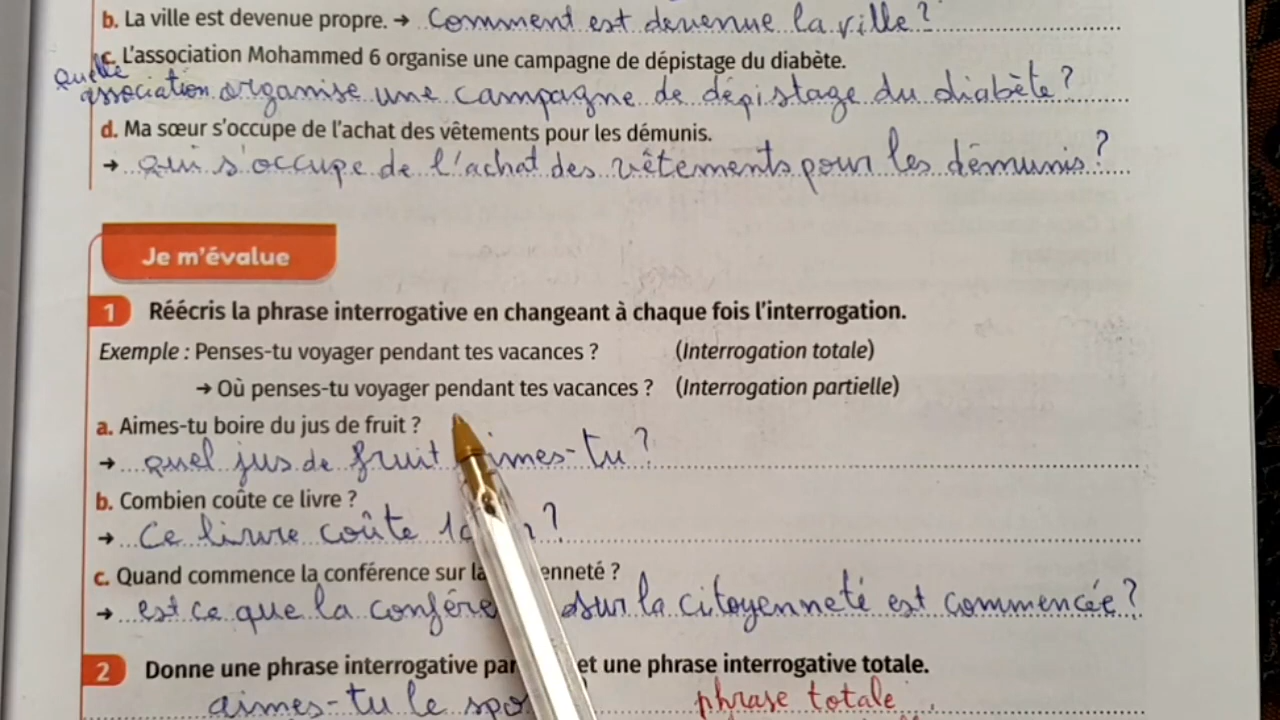 b. La ville est devenue propre. → Comment est devenue la ville ?
c. L'association Mohammed 6 organise une campagne de dépistage du diabète.
Quelle
association organise une campagne de dépistage du diabète ?
d. Ma sœur s'occupe de l'achat des vêtements pour les démunis.
→ qui s'occupe de l'achat des vêtements pour les démunis ?
Je m'évalue
1 Réécris la phrase interrogative en changeant à chaque fois l'interrogation.
Exemple : Penses-tu voyager pendant tes vacances ? (Interrogation totale)
→ Où penses-tu voyager pendant tes vacances ? (Interrogation partielle)
a. Aimes-tu boire du jus de fruit ?
→ quel jus de fruit aimes-tu ?
b. Combien coûte ce livre ?
→ Ce livre coûte ?
c. Quand commence la conférence sur la enneté ?
→ est ce que la confére sur la citoyenneté est commencée ?
2 Donne une phrase interrogative par et une phrase interrogative totale.
aimes-tu le spo phrase totale